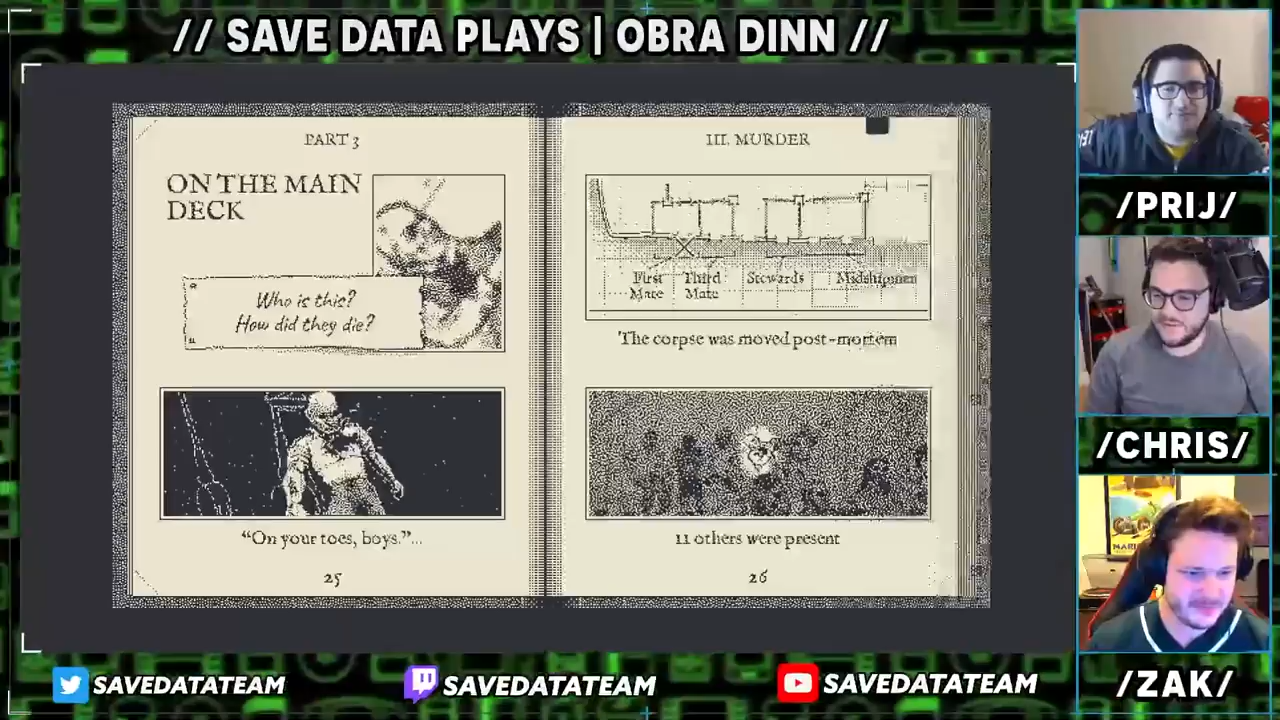 // SAVE DATA PLAYS | OBRA DINN //
PART 3
ON THE MAIN
DECK
Who is this?
How did they die?
"On your toes, boys."...
25
III. MURDER
First
Mate
Third
Mate
Stewards
Midshipmen
The corpse was moved post-mortem
11 others were present
26
/PRIJ/
/CHRIS/
/ZAK/
SAVEDATATEAM
SAVEDATATEAM
SAVEDATATEAM